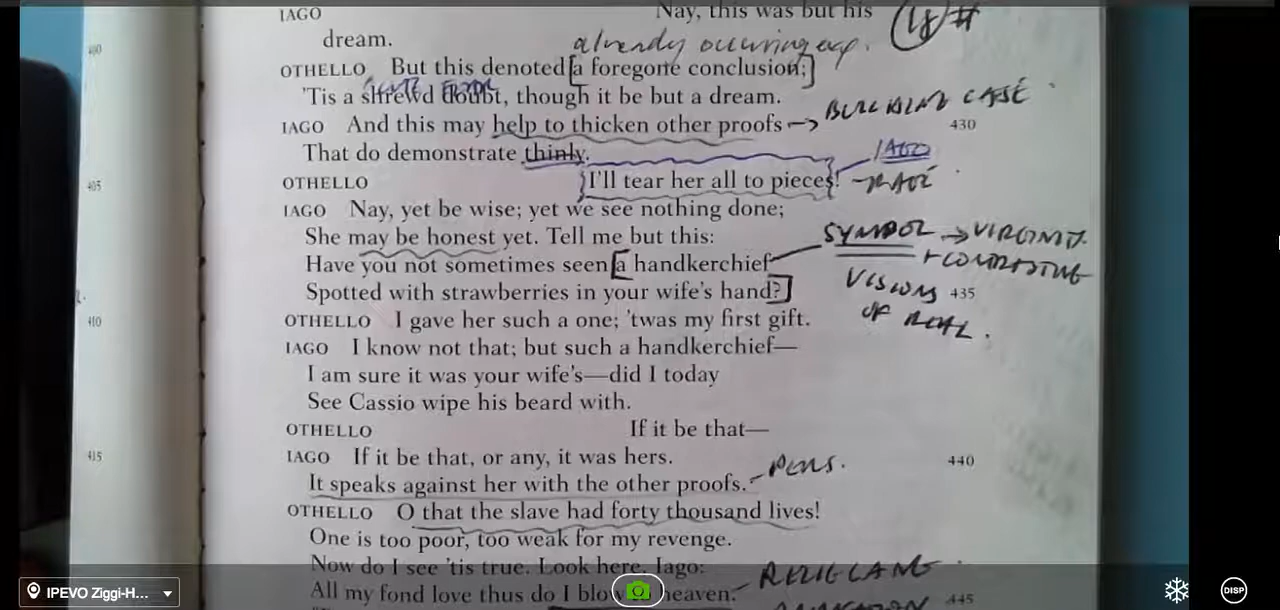 IAGO Nay, this was but his 18 #
dream.
already occurring exp.
400
OTHELLO But this denoted a foregone conclusion;
'Tis a shrewd doubt, though it be but a dream.
BUILDING CASE
IAGO And this may help to thicken other proofs → 430
That do demonstrate thinly.
IAGO
405 OTHELLO I'll tear her all to pieces! RAGE
IAGO Nay, yet be wise; yet we see nothing done;
She may be honest yet. Tell me but this:
SYMBOL → VIRGINITY
Have you not sometimes seen a handkerchief
+ CONTRASTING
Spotted with strawberries in your wife's hand? 435
VISIONS
OF REAL.
410 OTHELLO I gave her such a one; 'twas my first gift.
IAGO I know not that; but such a handkerchief—
I am sure it was your wife's—did I today
See Cassio wipe his beard with.
OTHELLO If it be that—
415 IAGO If it be that, or any, it was hers. 440
It speaks against her with the other proofs. PERS.
OTHELLO O that the slave had forty thousand lives!
One is too poor, too weak for my revenge.
Now do I see 'tis true. Look here, Iago:
All my fond love thus do I blow heaven: 445
RELIG LANG
IPEVO Ziggi-H...
DISP